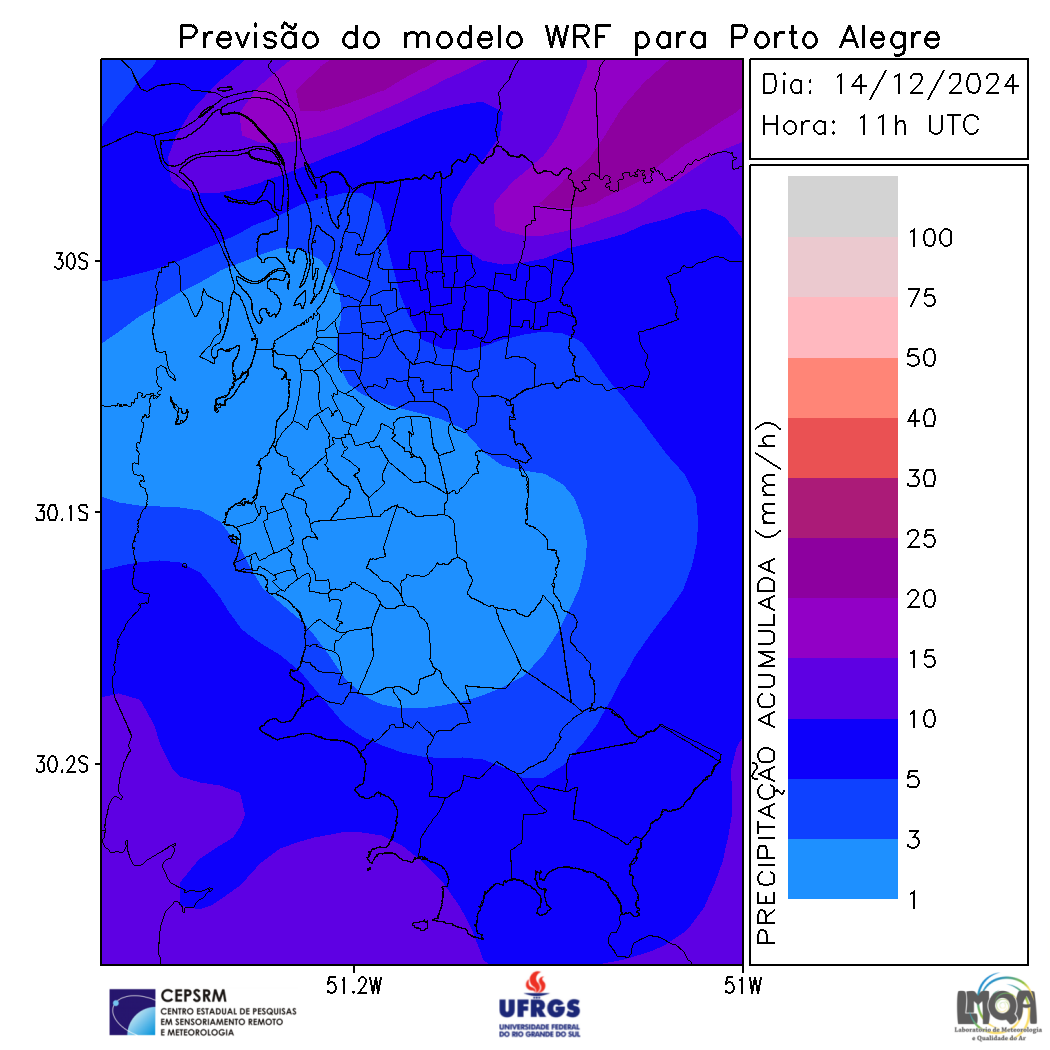 Previsão do modelo WRF para Porto Alegre
Dia: 14/12/2024
Hora: 11h UTC
30S
30.1S
30.2S
51.2W
51W
PRECIPITAÇÃO ACUMULADA (mm/h)
100
75
50
40
30
25
20
15
10
5
3
1
CEPSRM
CENTRO ESTADUAL DE PESQUISAS
EM SENSORIAMENTO REMOTO
E METEOROLOGIA
UFRGS
UNIVERSIDADE FEDERAL
DO RIO GRANDE DO SUL
LMQA
Laboratório de Meteorologia
e Qualidade do Ar